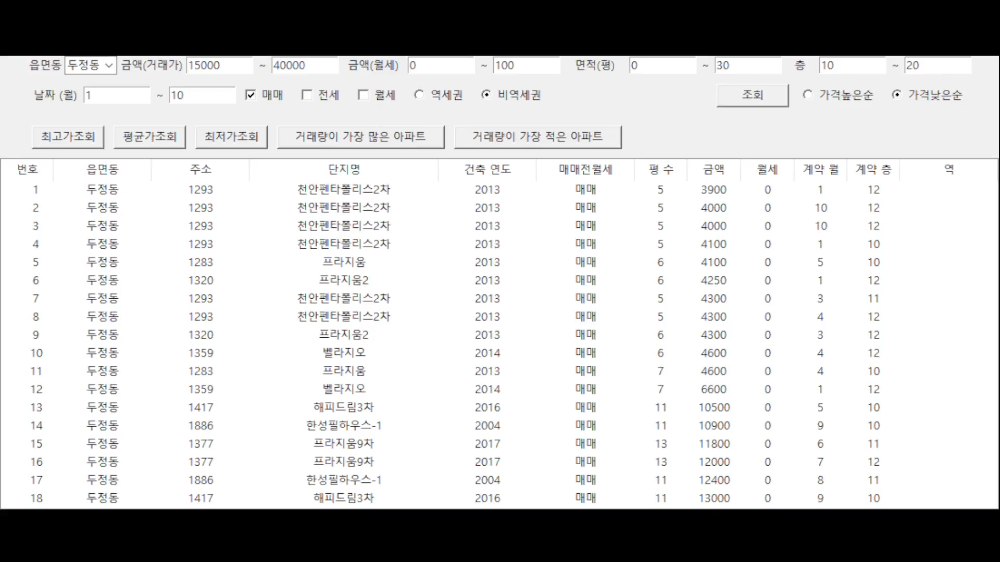 읍면동 두정동 금액(거래가) 15000 ~ 40000 금액(월세) 0 ~ 100 면적(평) 0 ~ 30 층 10 ~ 20
날짜 (월) 1 ~ 10 매매 전세 월세 역세권 비역세권 조회 가격높은순 가격낮은순
최고가조회 평균가조회 최저가조회 거래량이 가장 많은 아파트 거래량이 가장 적은 아파트
번호 읍면동 주소 단지명 건축 연도 매매전월세 평 수 금액 월세 계약 월 계약 층 역
1 두정동 1293 천안펜타폴리스2차 2013 매매 5 3900 0 1 12
2 두정동 1293 천안펜타폴리스2차 2013 매매 5 4000 0 10 12
3 두정동 1293 천안펜타폴리스2차 2013 매매 5 4000 0 10 12
4 두정동 1293 천안펜타폴리스2차 2013 매매 5 4100 0 1 10
5 두정동 1283 프라지움 2013 매매 6 4100 0 5 10
6 두정동 1320 프라지움2 2013 매매 6 4250 0 1 12
7 두정동 1293 천안펜타폴리스2차 2013 매매 5 4300 0 3 11
8 두정동 1293 천안펜타폴리스2차 2013 매매 5 4300 0 4 12
9 두정동 1320 프라지움2 2013 매매 6 4300 0 3 12
10 두정동 1359 벨라지오 2014 매매 6 4600 0 4 12
11 두정동 1283 프라지움 2013 매매 7 4600 0 4 10
12 두정동 1359 벨라지오 2014 매매 7 6600 0 1 12
13 두정동 1417 해피드림3차 2016 매매 11 10500 0 5 10
14 두정동 1886 한성필하우스-1 2004 매매 11 10900 0 9 10
15 두정동 1377 프라지움9차 2017 매매 13 11800 0 6 11
16 두정동 1377 프라지움9차 2017 매매 13 12000 0 7 12
17 두정동 1886 한성필하우스-1 2004 매매 11 12400 0 8 11
18 두정동 1417 해피드림3차 2016 매매 11 13000 0 9 10